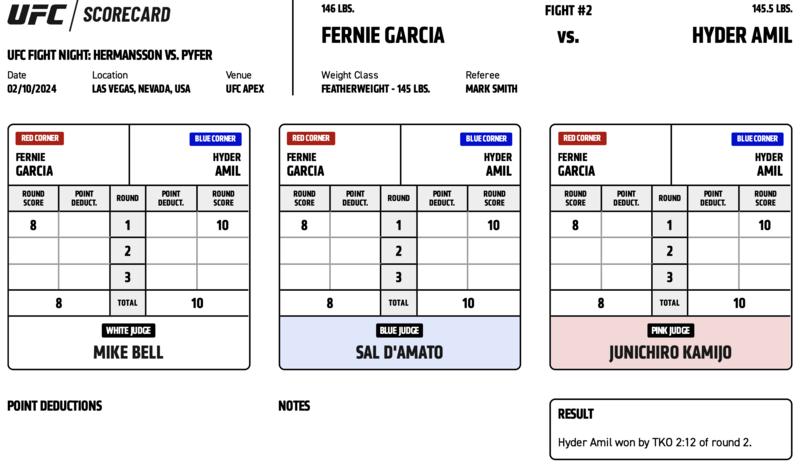 UFC SCORECARD
UFC FIGHT NIGHT: HERMANSSON VS. PYFER
Date Location Venue
02/10/2024 LAS VEGAS, NEVADA, USA UFC APEX
146 LBS. FIGHT #2 145.5 LBS.
FERNIE GARCIA vs. HYDER AMIL
Weight Class Referee
FEATHERWEIGHT - 145 LBS. MARK SMITH
RED CORNER BLUE CORNER
FERNIE HYDER
GARCIA AMIL
ROUND POINT ROUND POINT ROUND
SCORE DEDUCT. DEDUCT. SCORE
8 1 10
2
3
8 TOTAL 10
WHITE JUDGE
MIKE BELL
RED CORNER BLUE CORNER
FERNIE HYDER
GARCIA AMIL
ROUND POINT ROUND POINT ROUND
SCORE DEDUCT. DEDUCT. SCORE
8 1 10
2
3
8 TOTAL 10
BLUE JUDGE
SAL D'AMATO
RED CORNER BLUE CORNER
FERNIE HYDER
GARCIA AMIL
ROUND POINT ROUND POINT ROUND
SCORE DEDUCT. DEDUCT. SCORE
8 1 10
2
3
8 TOTAL 10
PINK JUDGE
JUNICHIRO KAMIJO
POINT DEDUCTIONS
NOTES
RESULT
Hyder Amil won by TKO 2:12 of round 2.